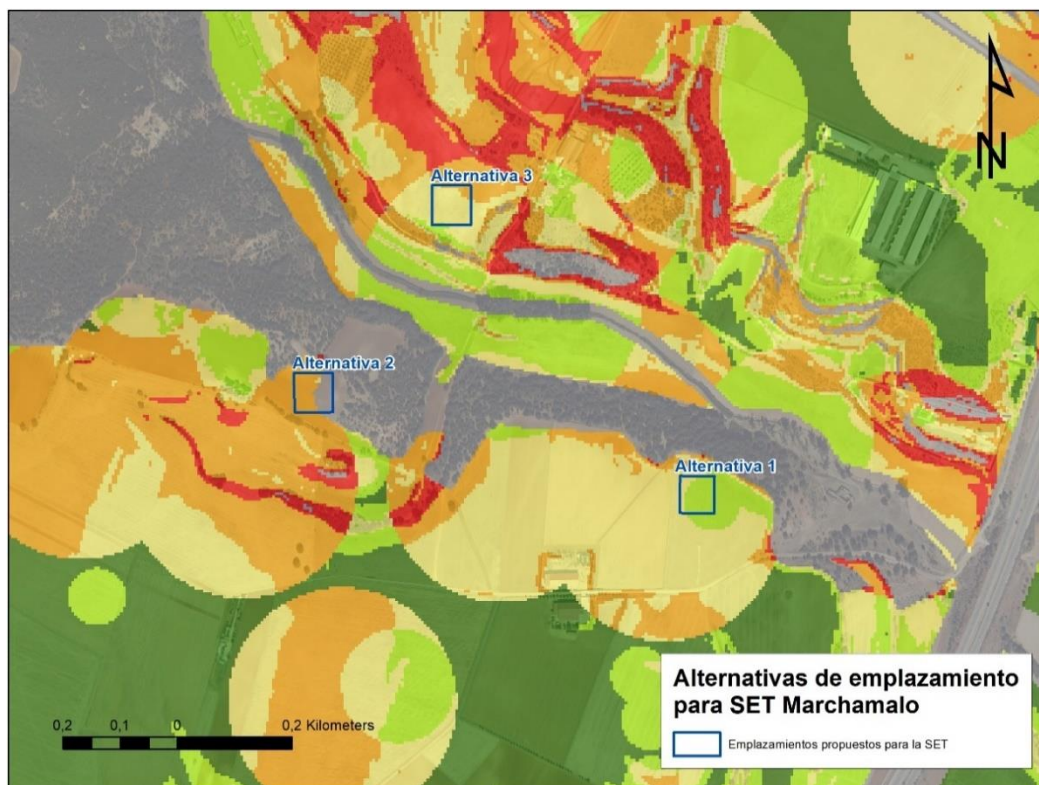 N
Alternativa 3
Alternativa 2
Alternativa 1
0,2 0,1 0 0,2 Kilometers
Alternativas de emplazamiento
para SET Marchamalo
Emplazamientos propuestos para la SET